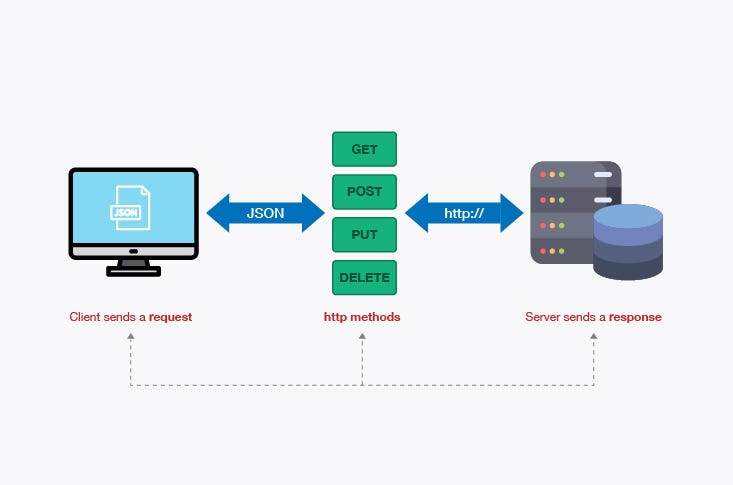 GET
POST
PUT
DELETE
JSON
JSON
http://
Client sends a request
http methods
Server sends a response